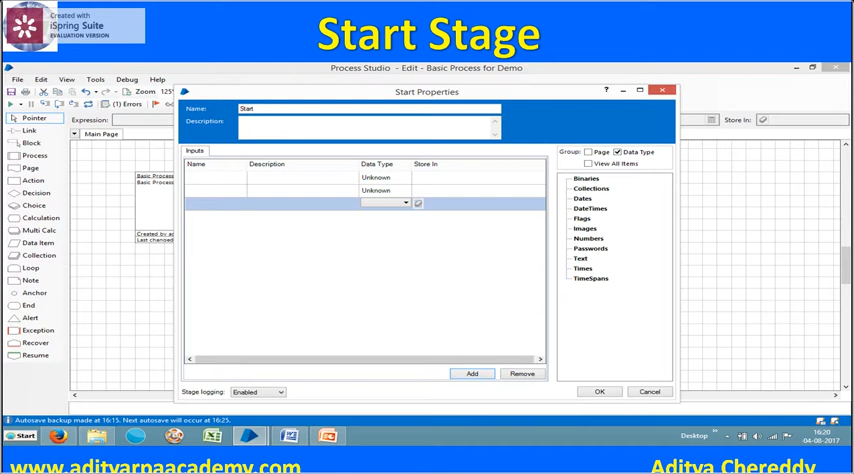 Created with
iSpring Suite
EVALUATION VERSION
Start Stage
Process Studio - Edit - Basic Process for Demo
File Edit View Tools Debug Help
Zoom 125
(1) Errors
Pointer
Expression:
Store In:
Link
Main Page
Block
Process
Page
Action
Decision
Choice
Calculation
Multi Calc
Data Item
Collection
Loop
Note
Anchor
End
Alert
Exception
Recover
Resume
Basic Process
Basic Process
Created by ad
Last changed
Start Properties
Name: Start
Description:
Inputs
Name Description Data Type Store In
Unknown
Unknown
Add Remove
Stage logging: Enabled
Group: Page Data Type
View All Items
Binaries
Collections
Dates
DateTimes
Flags
Images
Numbers
Passwords
Text
Times
TimeSpans
OK Cancel
Autosave backup made at 16:15. Next autosave will occur at 16:25.
Start
Desktop
16:20
04-08-2017
www.adityarpaacademy.com
Aditya Chereddy